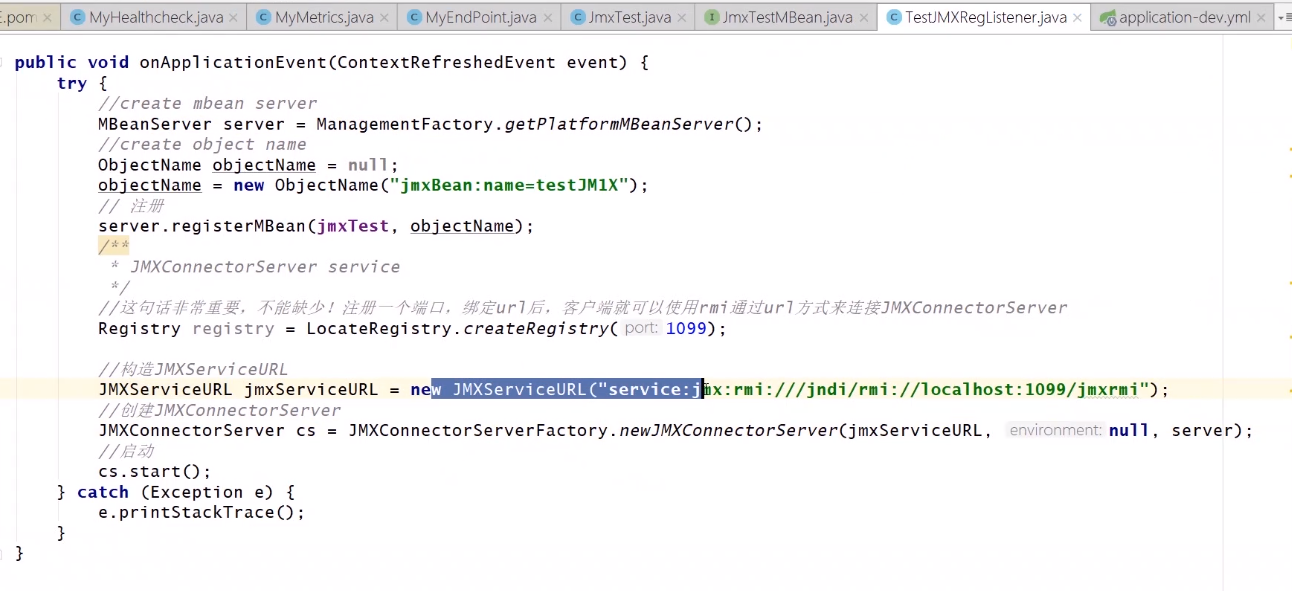 E.pom MyHealthcheck.java MyMetrics.java MyEndPoint.java JmxTest.java JmxTestMBean.java TestJMXRegListener.java application-dev.yml
public void onApplicationEvent(ContextRefreshedEvent event) {
try {
//create mbean server
MBeanServer server = ManagementFactory.getPlatformMBeanServer();
//create object name
ObjectName objectName = null;
objectName = new ObjectName("jmxBean:name=testJM1X");
// 注册
server.registerMBean(jmxTest, objectName);
/**
* JMXConnectorServer service
*/
//这句话非常重要，不能缺少！注册一个端口，绑定url后，客户端就可以使用rmi通过url方式来连接JMXConnectorServer
Registry registry = LocateRegistry.createRegistry( port: 1099);
//构造JMXServiceURL
JMXServiceURL jmxServiceURL = new JMXServiceURL("service:jmx:rmi:///jndi/rmi://localhost:1099/jmxrmi");
//创建JMXConnectorServer
JMXConnectorServer cs = JMXConnectorServerFactory.newJMXConnectorServer(jmxServiceURL, environment: null, server);
//启动
cs.start();
} catch (Exception e) {
e.printStackTrace();
}
}